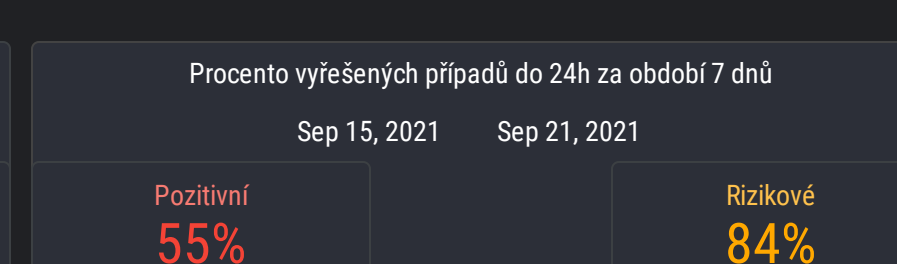 Procento vyřešených případů do 24h za období 7 dnů
Sep 15, 2021 Sep 21, 2021
Pozitivní Rizikové
55% 84%